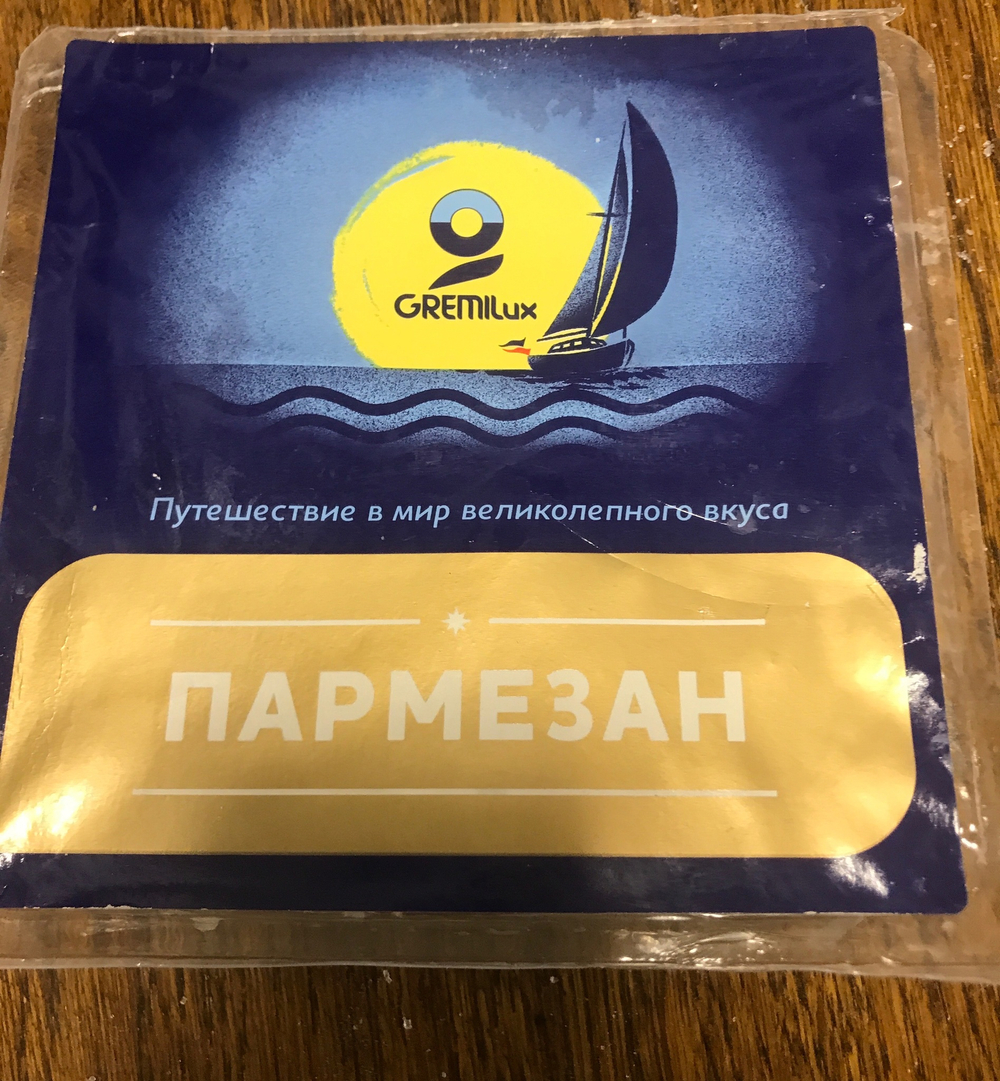 GREMILux
Путешествие в мир великолепного вкуса
ПАРМЕЗАН